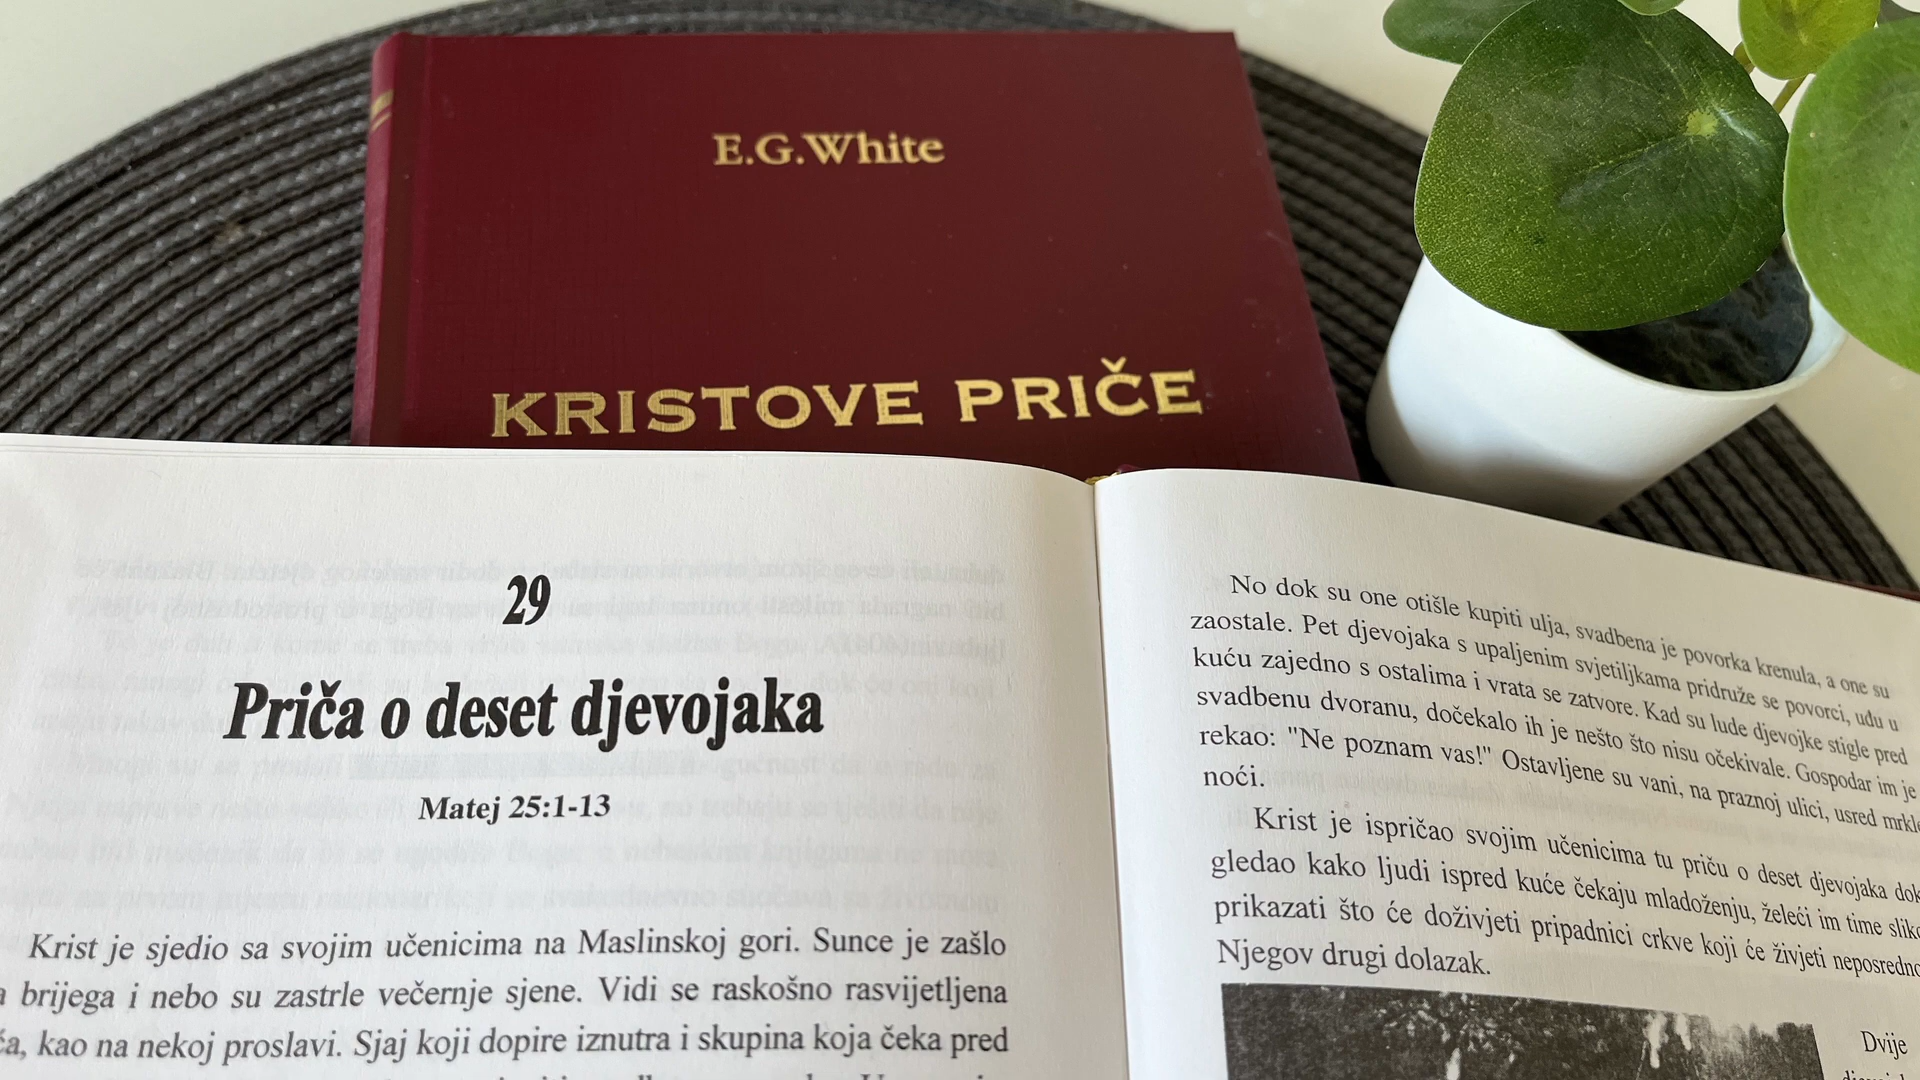 E.G.White
KRISTOVE PRIČE
29
Priča o deset djevojaka
Matej 25:1-13
Krist je sjedio sa svojim učenicima na Maslinskoj gori. Sunce je zašlo
brijega i nebo su zastrle večernje sjene. Vidi se raskošno rasvijetljena
kao na nekoj proslavi. Sjaj koji dopire iznutra i skupina koja čeka pred
No dok su one otišle kupiti ulja, svadbena je povorka krenula, a one su
zaostale. Pet djevojaka s upaljenim svjetiljkama pridruže se povorci, uđu u
kuću zajedno s ostalima i vrata se zatvore. Kad su lude djevojke stigle pred
svadbenu dvoranu, dočekalo ih je nešto što nisu očekivale. Gospodar im je
rekao: "Ne poznam vas!" Ostavljene su vani, na praznoj ulici, usred mrkle
noći.
Krist je ispričao svojim učenicima tu priču o deset djevojaka dok
gledao kako ljudi ispred kuće čekaju mladoženju, želeći im time
prikazati što će doživjeti pripadnici crkve koji će živjeti neposredno
Njegov drugi dolazak.
Dvije